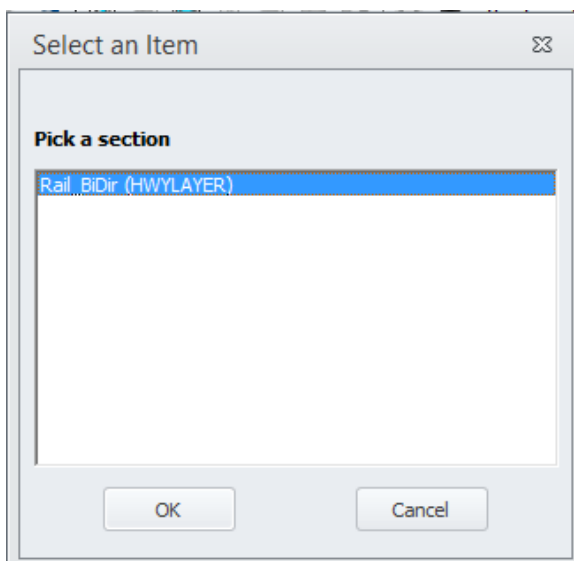 Select an Item
Pick a section
Rail_BiDir (HWYLAYER)
OK
Cancel